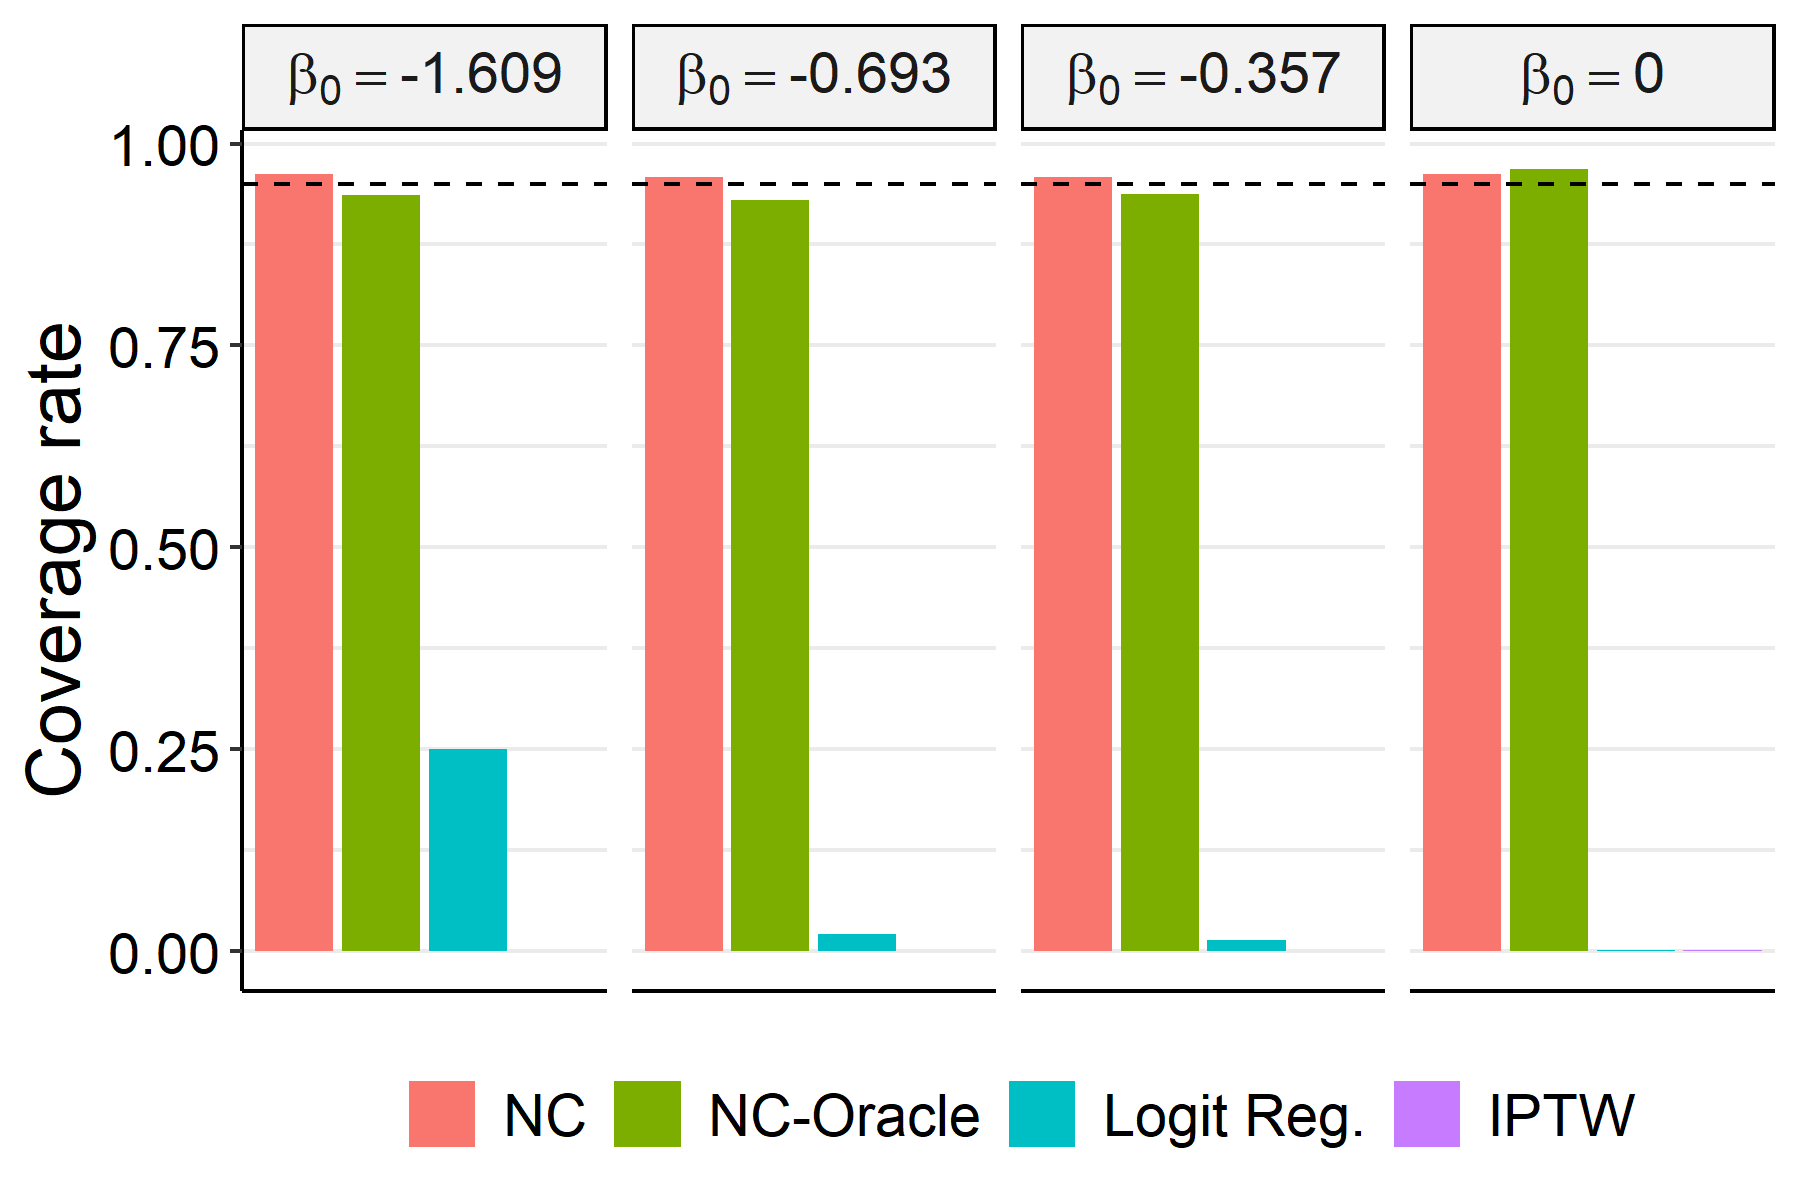 β₀ = -1.609
β₀ = -0.693
β₀ = -0.357
β₀ = 0
Coverage rate
1.00
0.75
0.50
0.25
0.00
NC
NC-Oracle
Logit Reg.
IPTW